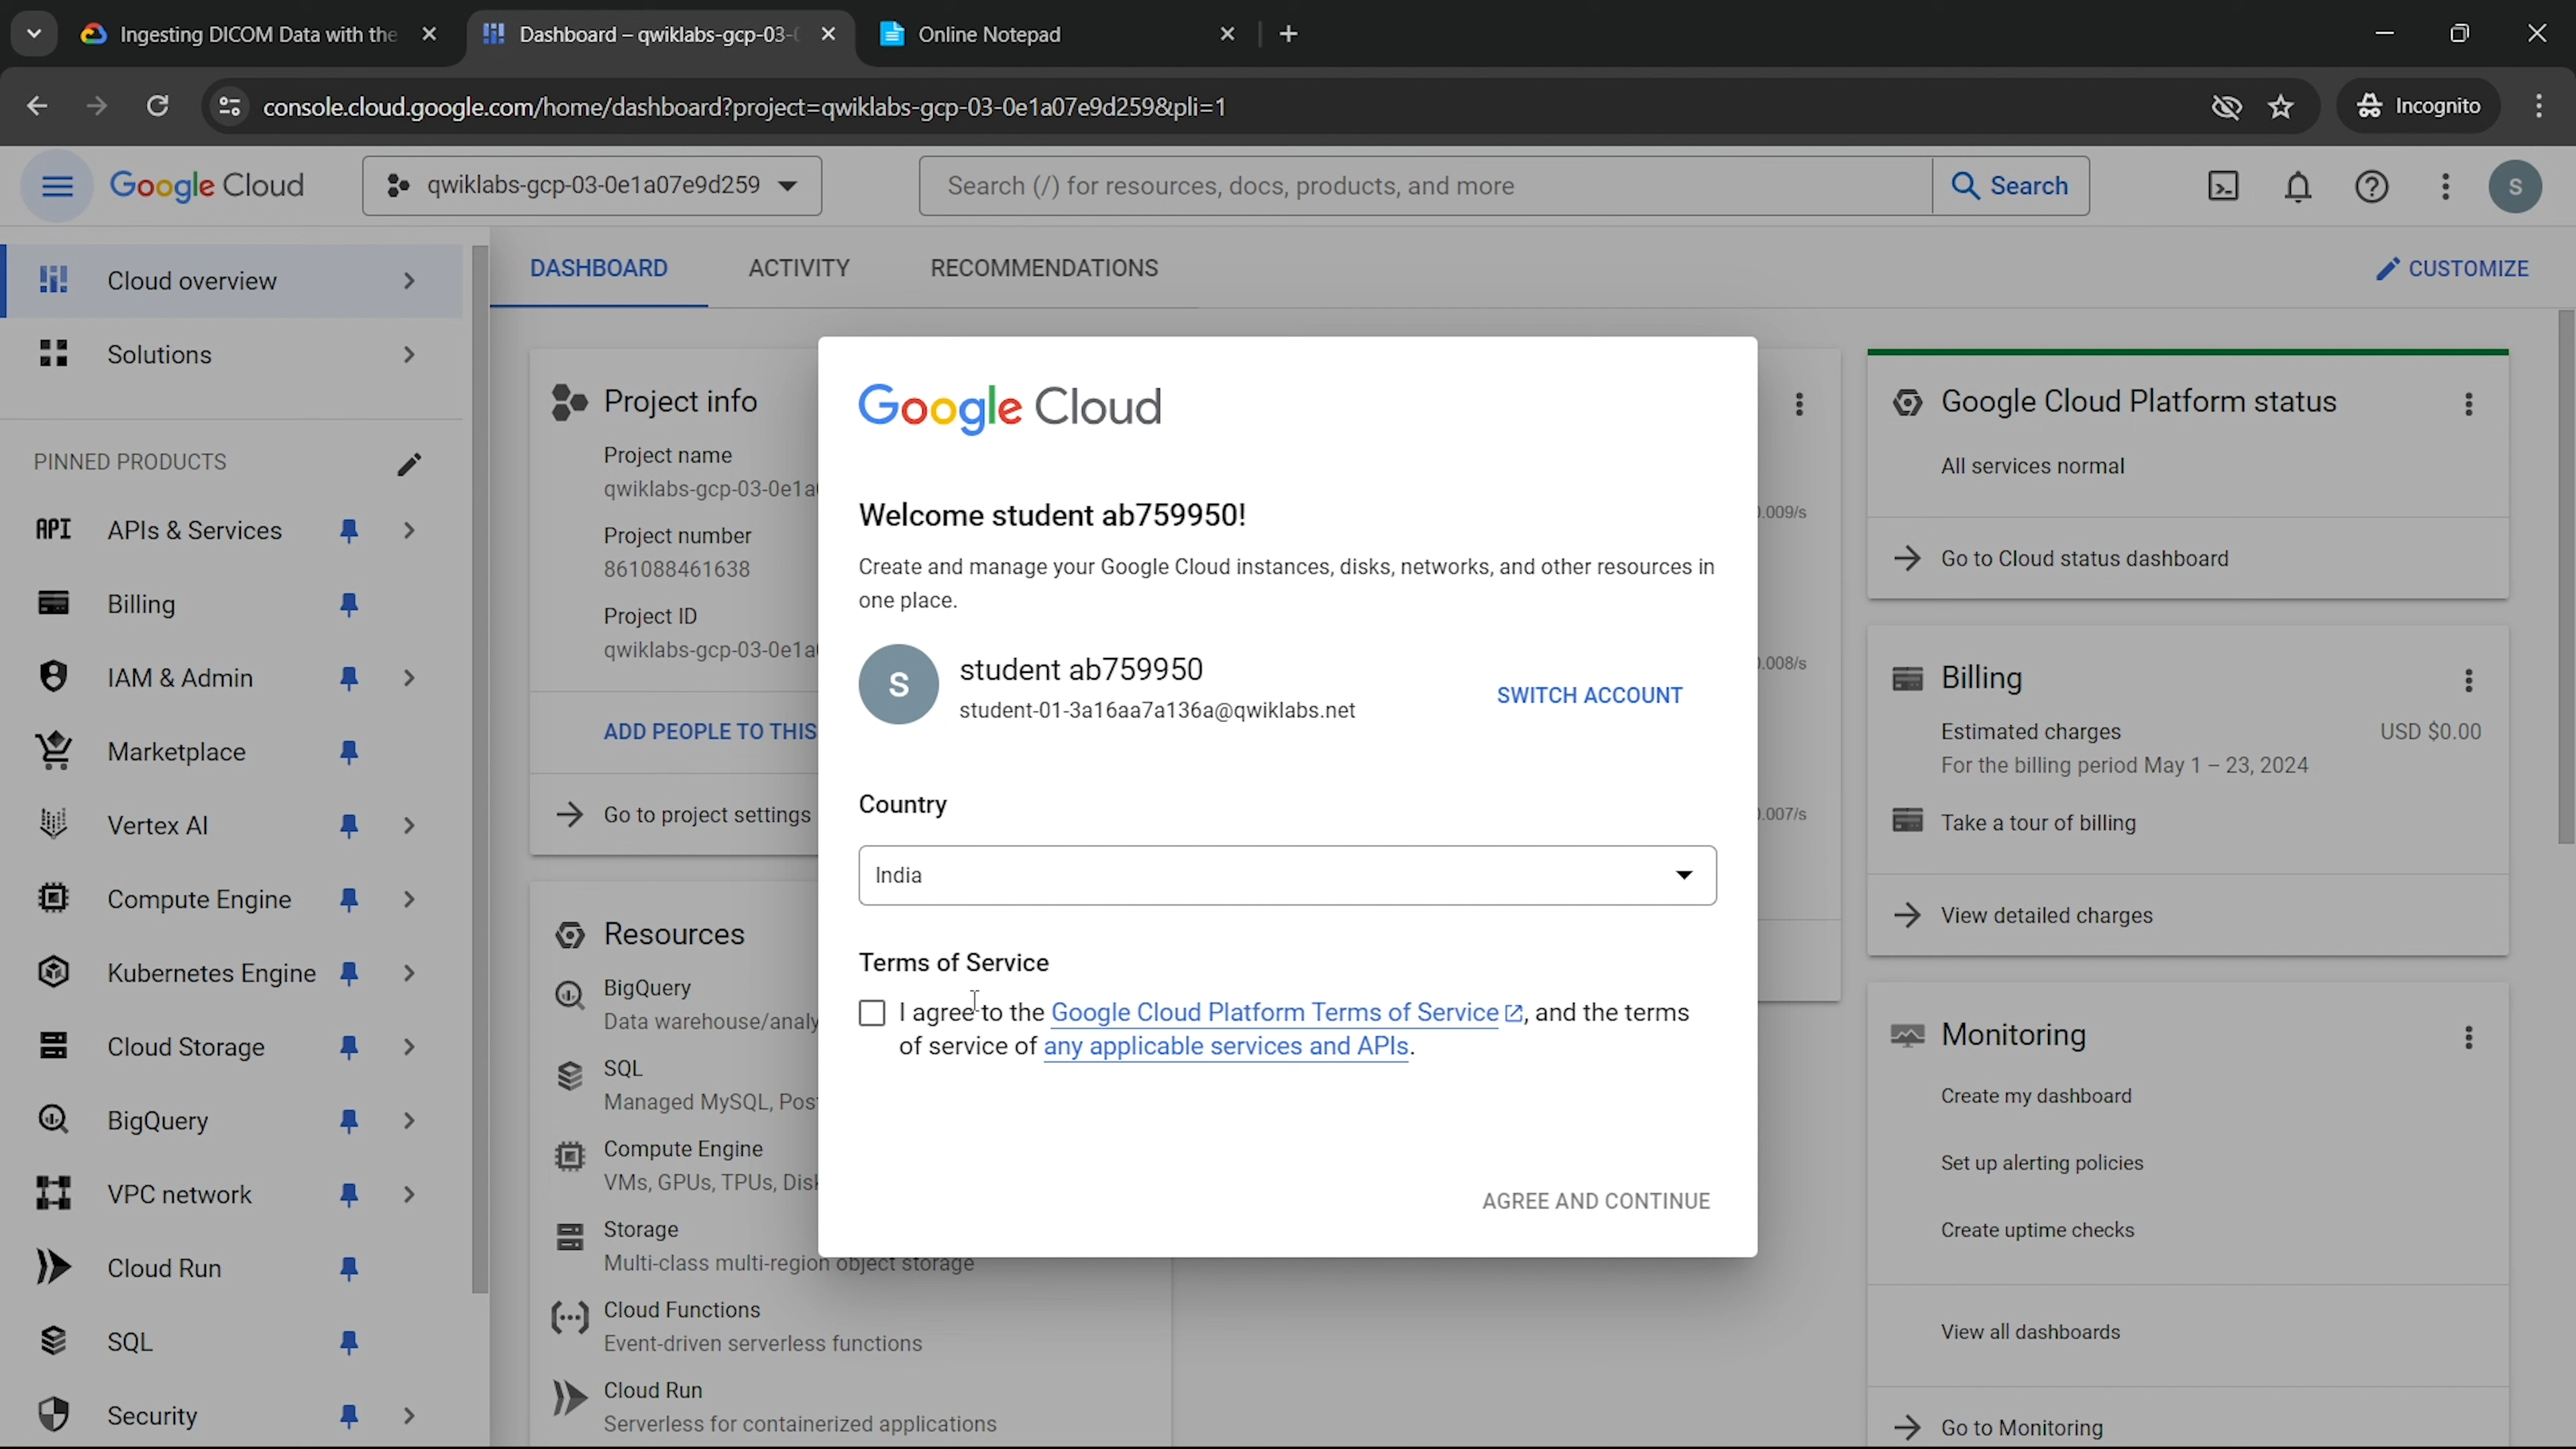 Ingesting DICOM Data with the
Dashboard – qwiklabs-gcp-03-
Online Notepad
console.cloud.google.com/home/dashboard?project=qwiklabs-gcp-03-0e1a07e9d259&pli=1
Incognito
Google Cloud
qwiklabs-gcp-03-0e1a07e9d259
Search (/) for resources, docs, products, and more
Search
S
Cloud overview
Solutions
PINNED PRODUCTS
API APIs & Services
Billing
IAM & Admin
Marketplace
Vertex AI
Compute Engine
Kubernetes Engine
Cloud Storage
BigQuery
VPC network
Cloud Run
SQL
Security
DASHBOARD
ACTIVITY
RECOMMENDATIONS
CUSTOMIZE
Project info
Project name
qwiklabs-gcp-03-0e1a
Project number
861088461638
Project ID
qwiklabs-gcp-03-0e1a
ADD PEOPLE TO THIS
Go to project settings
Resources
BigQuery
Data warehouse/analy
SQL
Managed MySQL, Pos
Compute Engine
VMs, GPUs, TPUs, Disk
Storage
Multi-class multi-region object storage
Cloud Functions
Event-driven serverless functions
Cloud Run
Serverless for containerized applications
Google Cloud
Welcome student ab759950!
Create and manage your Google Cloud instances, disks, networks, and other resources in
one place.
S
student ab759950
student-01-3a16aa7a136a@qwiklabs.net
SWITCH ACCOUNT
Country
India
Terms of Service
I agree to the Google Cloud Platform Terms of Service, and the terms
of service of any applicable services and APIs.
AGREE AND CONTINUE
.009/s
.008/s
.007/s
Google Cloud Platform status
All services normal
Go to Cloud status dashboard
Billing
Estimated charges
USD $0.00
For the billing period May 1 – 23, 2024
Take a tour of billing
View detailed charges
Monitoring
Create my dashboard
Set up alerting policies
Create uptime checks
View all dashboards
Go to Monitoring